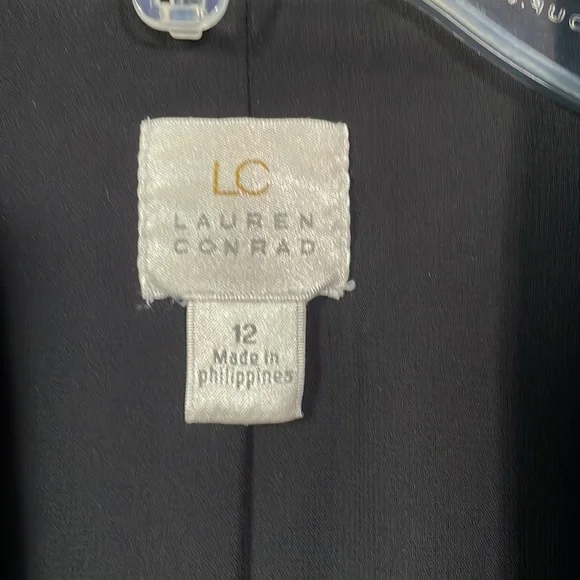 LC
LAUREN
CONRAD
12
Made in
philippines